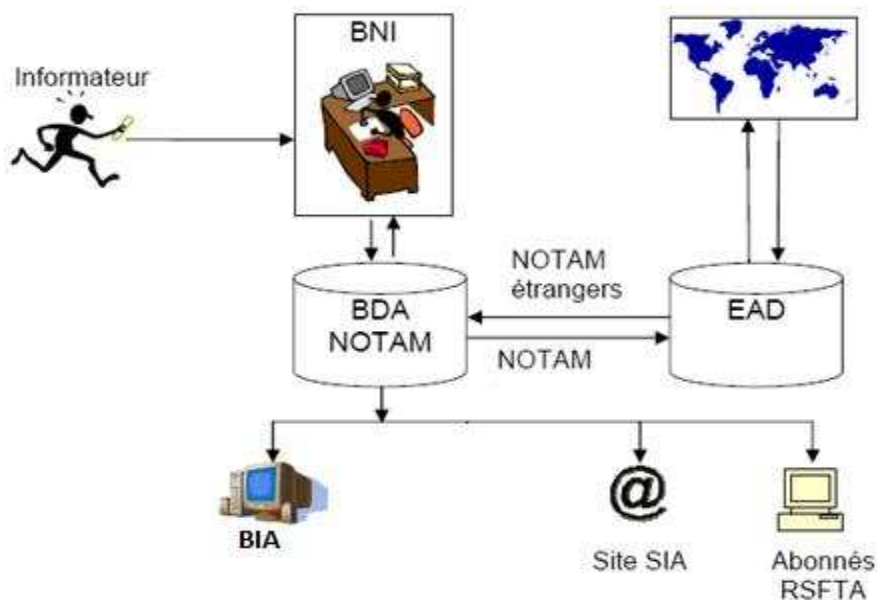 BNI
Informateur
NOTAM
étrangers
BDA
NOTAM
EAD
NOTAM
BIA
@
Site SIA
Abonnés
RSFTA